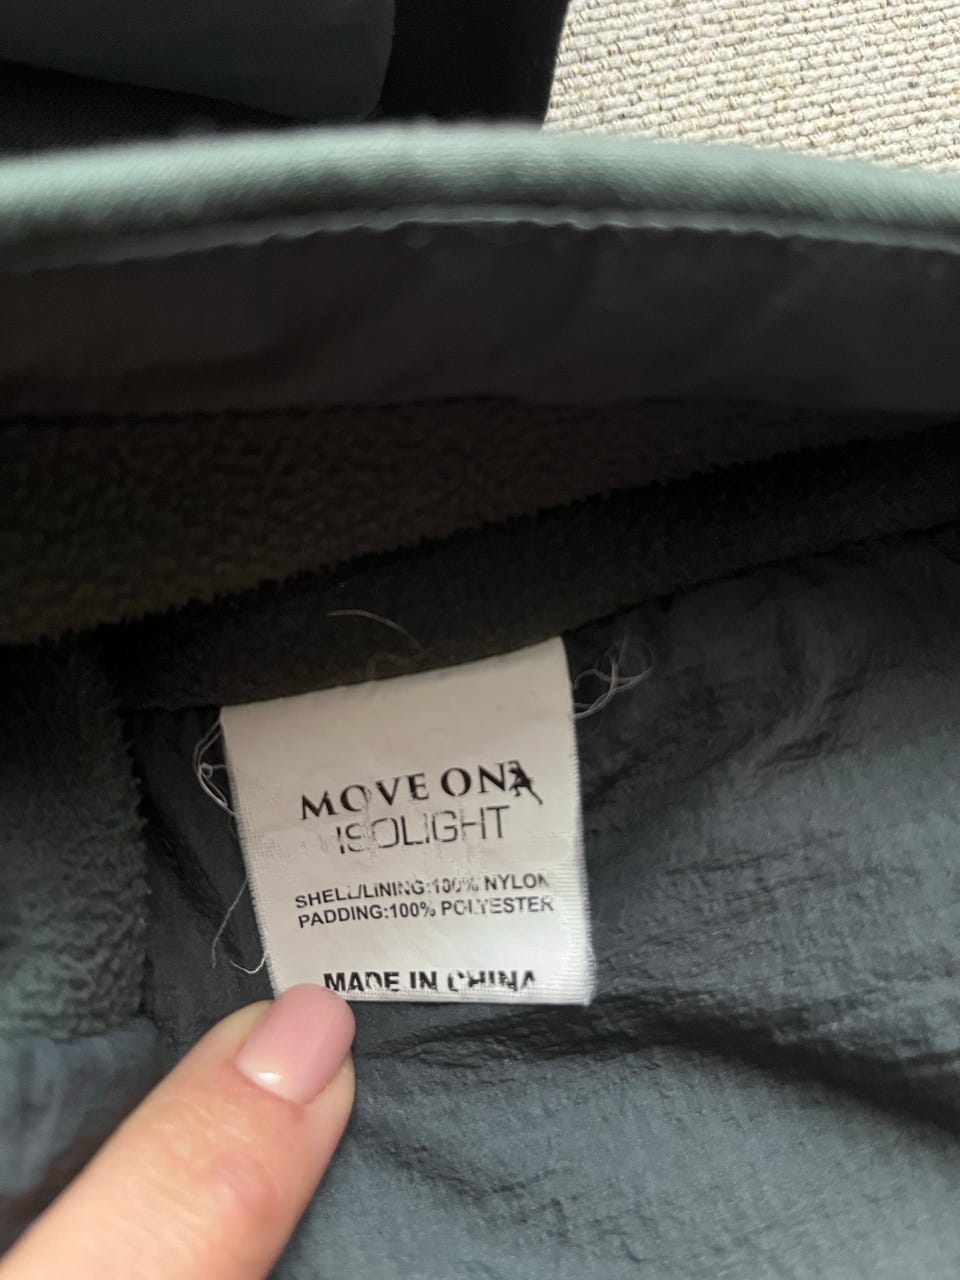 MOVE ON
ISOLIGHT
SHELL/LINING:100% NYLON
PADDING:100% POLYESTER
MADE IN CHINA